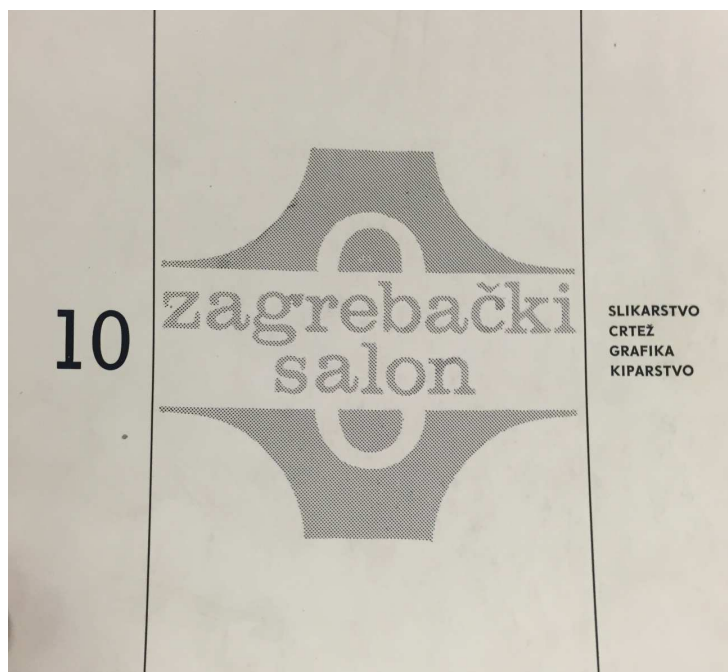 10
zagrebački
salon
SLIKARSTVO
CRTEŽ
GRAFIKA
KIPARSTVO